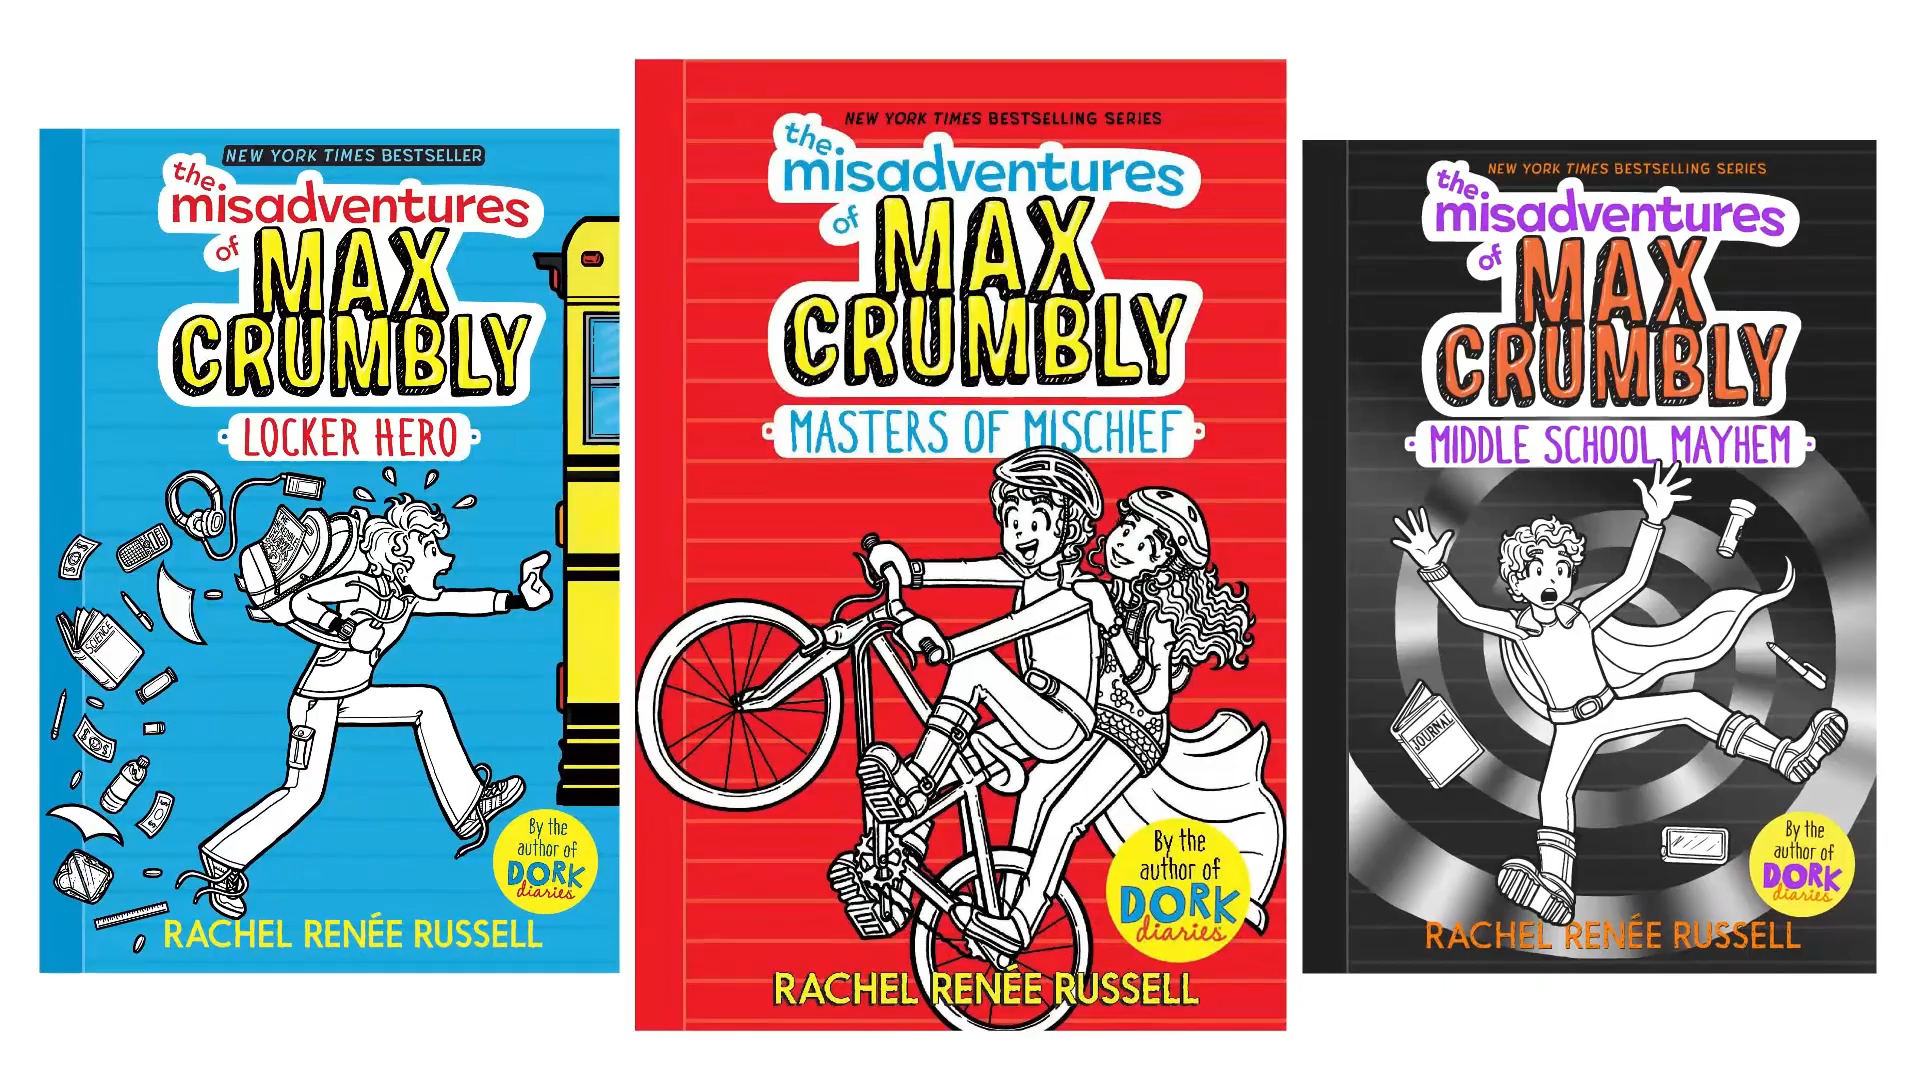 NEW YORK TIMES BESTSELLER
the
misadventures
of
MAX
CRUMBLY
LOCKER HERO
SCIENCE
By the
author of
DORK
diaries
RACHEL RENÉE RUSSELL
NEW YORK TIMES BESTSELLING SERIES
the
misadventures
of
MAX
CRUMBLY
MASTERS OF MISCHIEF
By the
author of
DORK
diaries
RACHEL RENÉE RUSSELL
NEW YORK TIMES BESTSELLING SERIES
the
misadventures
of
MAX
CRUMBLY
MIDDLE SCHOOL MAYHEM
JOURNAL
By the
author of
DORK
diaries
RACHEL RENÉE RUSSELL